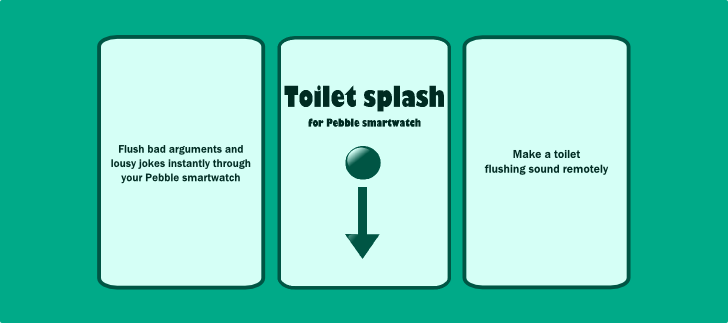 Flush bad arguments and
lousy jokes instantly through
your Pebble smartwatch
Toilet splash
for Pebble smartwatch
Make a toilet
flushing sound remotely